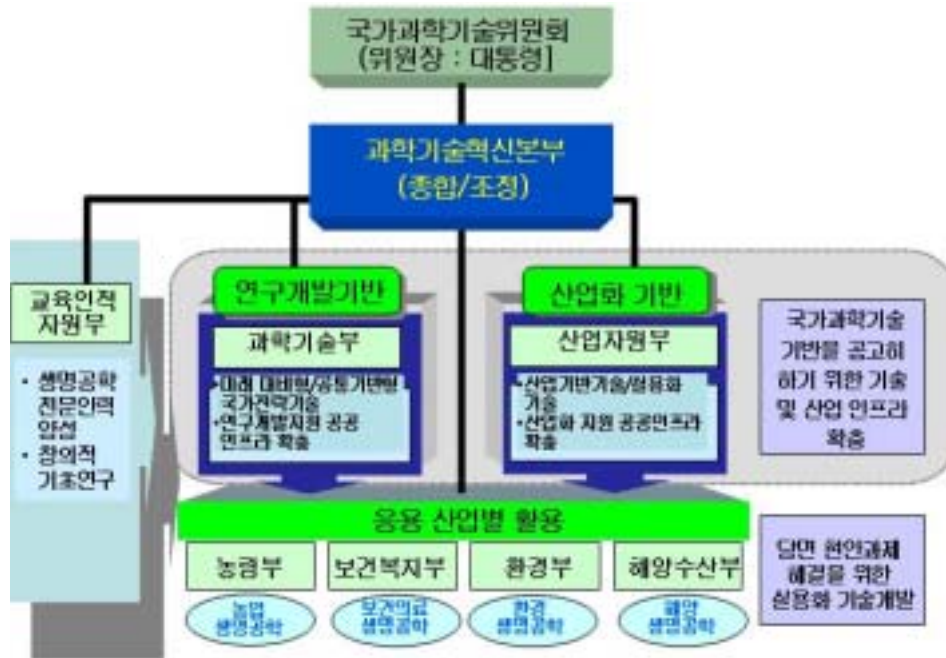 국가과학기술위원회
(위원장 : 대통령]
과학기술혁신본부
(종합/조정)
교육인적
자원부
• 생명공학
전문인력
양성
• 창의적
기초연구
연구개발기반
과학기술부
•미래 대비형/공통기반형
국가전략기술
•연구개발지원 공공
인프라 확충
산업화 기반
산업자원부
•산업기반기술/실용화
기술
•산업화 지원 공공인프라
확충
국가과학기술
기반을 공고히
하기 위한 기술
및 산업 인프라
확충
응용 산업별 활용
농림부
보건복지부
환경부
해양수산부
농업
생명공학
보건의료
생명공학
환경
생명공학
해양
생명공학
당면 현안과제
해결을 위한
실용화 기술개발